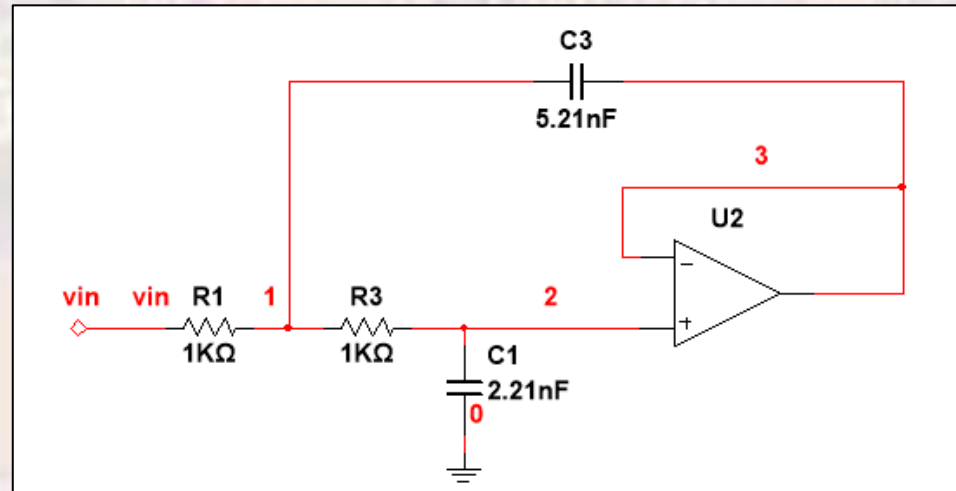 C3
5.21nF
3
U2
vin vin R1 1 R3 2
1KΩ 1KΩ
C1
2.21nF
0